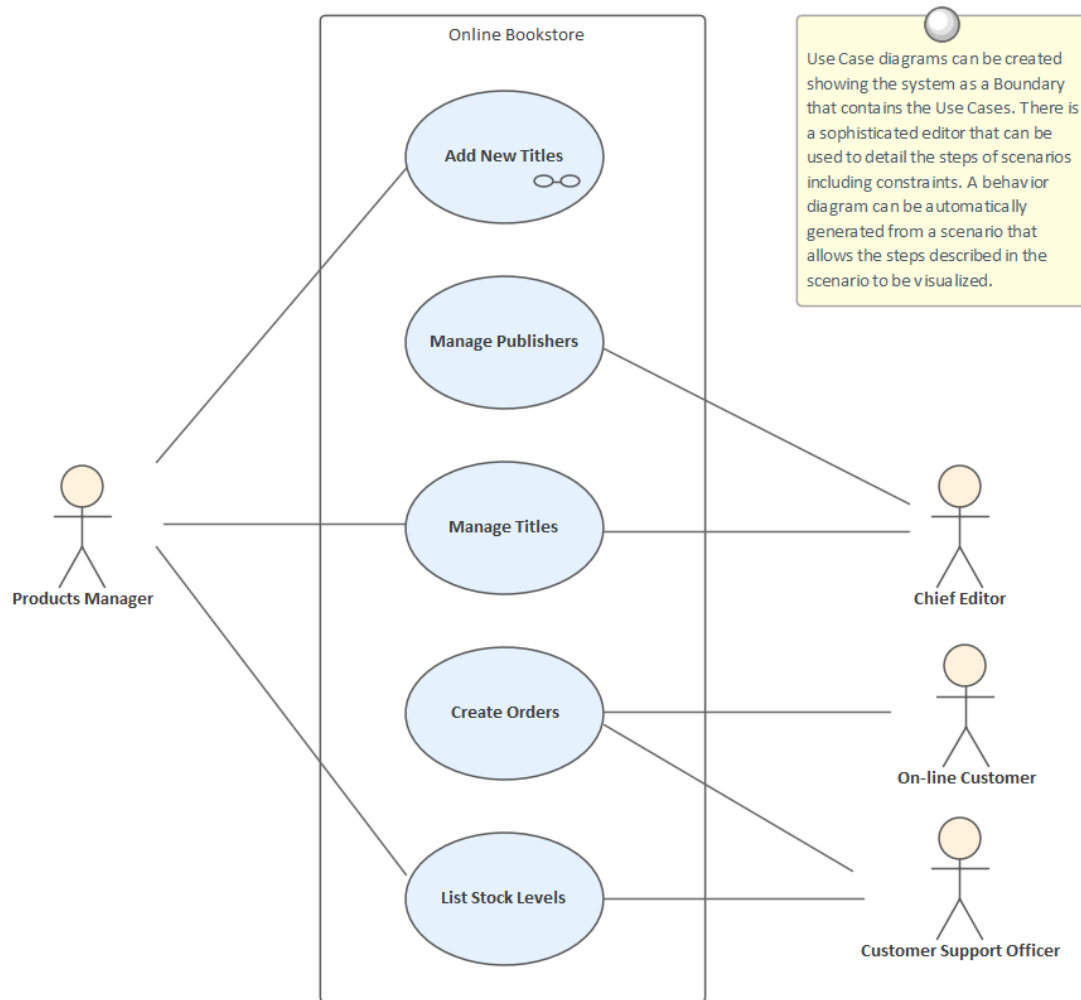 Online Bookstore
Use Case diagrams can be created
showing the system as a Boundary
that contains the Use Cases. There is
a sophisticated editor that can be
used to detail the steps of scenarios
including constraints. A behavior
diagram can be automatically
generated from a scenario that
allows the steps described in the
scenario to be visualized.
Add New Titles
Manage Publishers
Manage Titles
Products Manager
Chief Editor
Create Orders
On-line Customer
List Stock Levels
Customer Support Officer